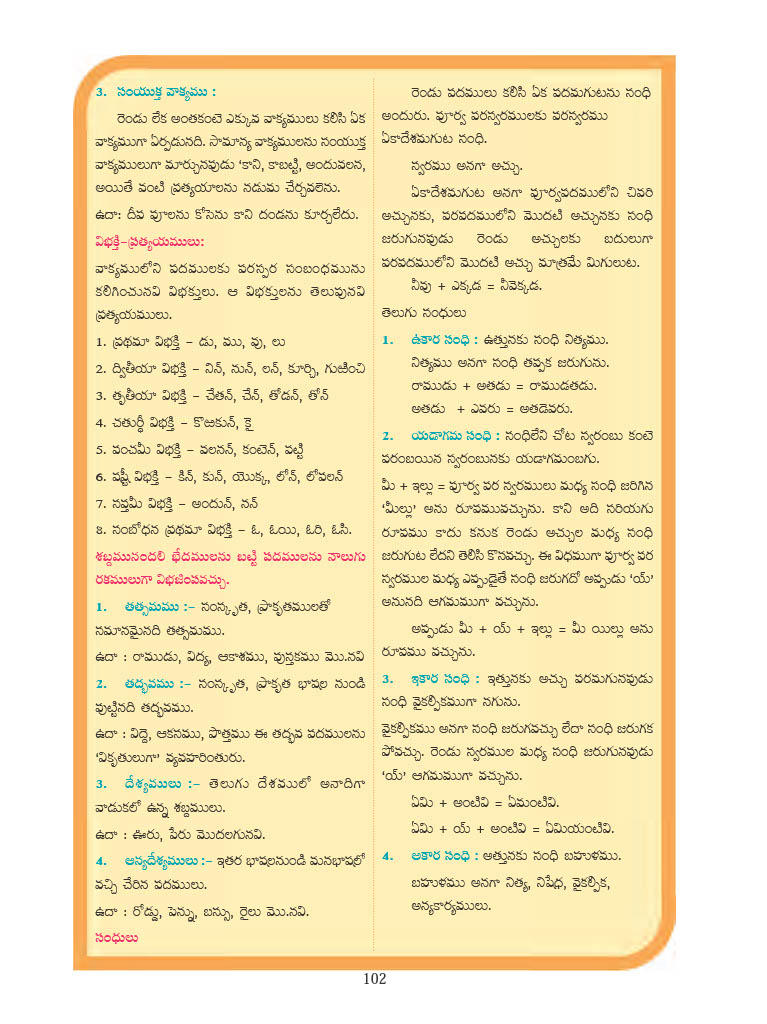 3. సంయుక్త వాక్యము :
రెండు లేక అంతకంటె ఎక్కువ వాక్యములు కలిసి ఏక
వాక్యముగా ఏర్పడునది. సామాన్య వాక్యములను సంయుక్త
వాక్యములుగా మార్చునవుడు ‘కాని, కాబట్టి, అందువలన,
అయితే వంటి ప్రత్యయాలను నడుమ చేర్చవలెను.
ఉదా: దీప పూలను కోసెను కాని దండను కూర్చలేదు.
విభక్తి-ప్రత్యయములు:
వాక్యములోని పదములకు పరస్పర సంబంధమును
కలిగించునవి విభక్తులు. ఆ విభక్తులను తెలుపునవి
ప్రత్యయములు.
1. ప్రథమా విభక్తి – డు, ము, వు, లు
2. ద్వితీయా విభక్తి – నిన్, నున్, లన్, కూర్చి, గుఱించి
3. తృతీయా విభక్తి – చేతన్, చేన్, తోడన్, తోన్
4. చతుర్థీ విభక్తి – కొఱకున్, కై
5. పంచమీ విభక్తి – వలనన్, కంటెన్, పట్టి
6. షష్ఠీ విభక్తి – కిన్, కున్, యొక్క, లోన్, లోపలన్
7. సప్తమీ విభక్తి – అందున్, నన్
8. సంబోధన ప్రథమా విభక్తి – ఓ, ఓయి, ఓరి, ఓసి.
శబ్దమునందలి భేదములను బట్టి పదములను నాలుగు
రకములుగా విభజింపవచ్చు.
1. తత్సమము :– సంస్కృత, ప్రాకృతములతో
సమానమైనది తత్సమము.
ఉదా : రాముడు, విద్య, ఆకాశము, పుస్తకము మొ.నవి
2. తద్భవము :– సంస్కృత, ప్రాకృత భాషల నుండి
పుట్టినది తద్భవము.
ఉదా : విద్దె, ఆకసము, పొత్తము ఈ తద్భవ పదములను
‘వికృతులుగా’ వ్యవహరింతురు.
3. దేశ్యములు :– తెలుగు దేశములో అనాదిగా
వాడుకలో ఉన్న శబ్దములు.
ఉదా : ఊరు, పేరు మొదలగునవి.
4. అన్యదేశ్యములు :– ఇతర భాషలనుండి మనభాషలో
వచ్చి చేరిన పదములు.
ఉదా : రోడ్డు, పెన్ను, బస్సు, రైలు మొ.నవి.
సంధులు
రెండు పదములు కలిసి ఏక పదమగుటను సంధి
అందురు. పూర్వ పరస్వరములకు పరస్వరము
ఏకాదేశమగుట సంధి.
స్వరము అనగా అచ్చు.
ఏకాదేశమగుట అనగా పూర్వపదములోని చివరి
అచ్చునకు, పరపదములోని మొదటి అచ్చునకు సంధి
జరుగునపుడు రెండు అచ్చులకు బదులుగా
పరపదములోని మొదటి అచ్చు మాత్రమే మిగులుట.
నీవు + ఎక్కడ = నీవెక్కడ.
తెలుగు సంధులు
1. ఉకార సంధి : ఉత్తునకు సంధి నిత్యము.
నిత్యము అనగా సంధి తప్పక జరుగును.
రాముడు + అతడు = రాముడతడు.
అతడు + ఎవరు = అతడెవరు.
2. యడాగమ సంధి : సంధిలేని చోట స్వరంబు కంటె
పరంబయిన స్వరంబునకు యడాగమంబగు.
మీ + ఇల్లు = పూర్వ పర స్వరములు మధ్య సంధి జరిగిన
‘మీల్లు’ అను రూపమువచ్చును. కాని అది సరియగు
రూపము కాదు కనుక రెండు అచ్చుల మధ్య సంధి
జరుగుట లేదని తెలిసి కొనవచ్చు. ఈ విధముగా పూర్వ పర
స్వరముల మధ్య ఎప్పుడైతే సంధి జరుగదో అప్పుడు ‘య్’
అనునది ఆగమముగా వచ్చును.
అప్పుడు మీ + య్ + ఇల్లు = మీ యిల్లు అను
రూపము వచ్చును.
3. ఇకార సంధి : ఇత్తునకు అచ్చు పరమగునపుడు
సంధి వైకల్పికముగా నగును.
వైకల్పికము అనగా సంధి జరుగవచ్చు లేదా సంధి జరుగక
పోవచ్చు. రెండు స్వరముల మధ్య సంధి జరుగునపుడు
‘య్’ ఆగమముగా వచ్చును.
ఏమి + అంటివి = ఏమంటివి.
ఏమి + య్ + అంటివి = ఏమియంటివి.
4. అకార సంధి : అత్తునకు సంధి బహుళము.
బహుళము అనగా నిత్య, నిషేధ, వైకల్పిక,
అన్యకార్యములు.
102